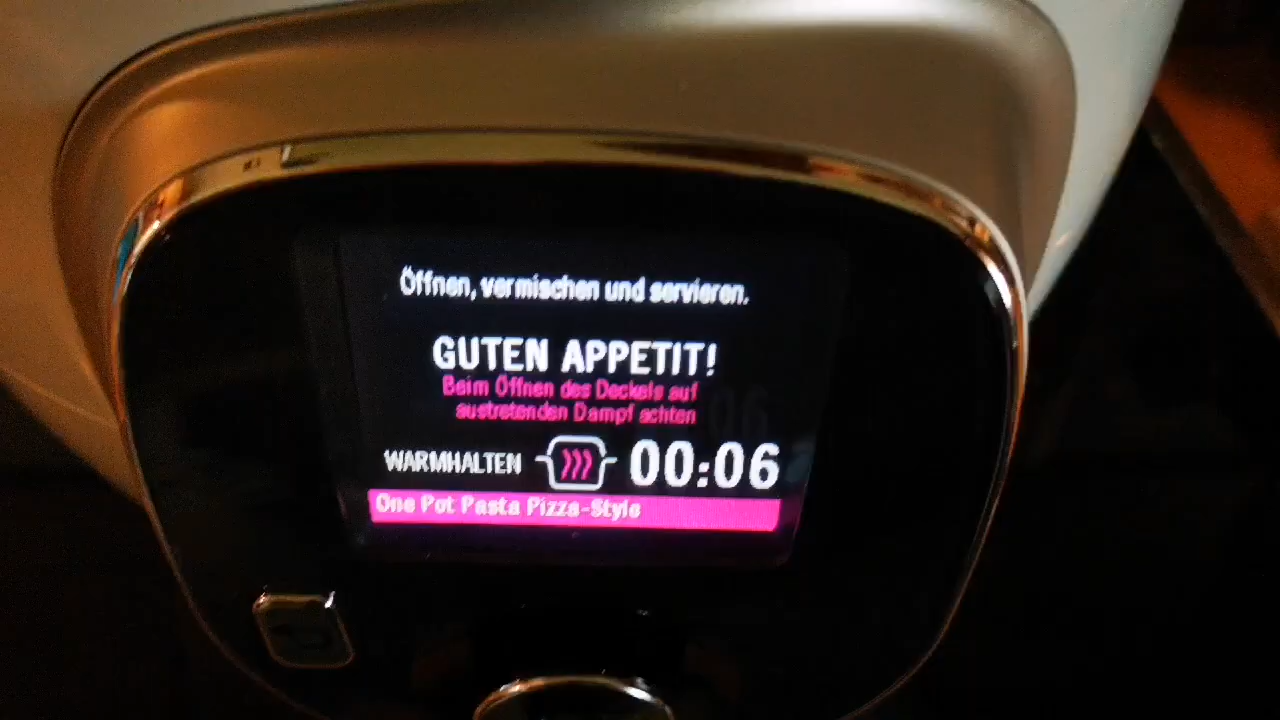 Öffnen, vermischen und servieren.
GUTEN APPETIT!
Beim Öffnen des Deckels auf
austretenden Dampf achten
WARMHALTEN 00:06
One Pot Pasta Pizza-Style